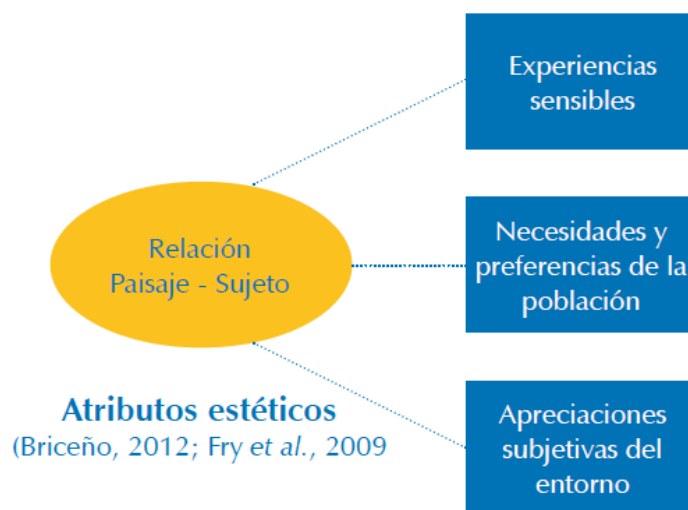 Experiencias
sensibles
Relación
Paisaje - Sujeto
Necesidades y
preferencias de la
población
Atributos estéticos
(Briceño, 2012; Fry et al., 2009
Apreciaciones
subjetivas del
entorno